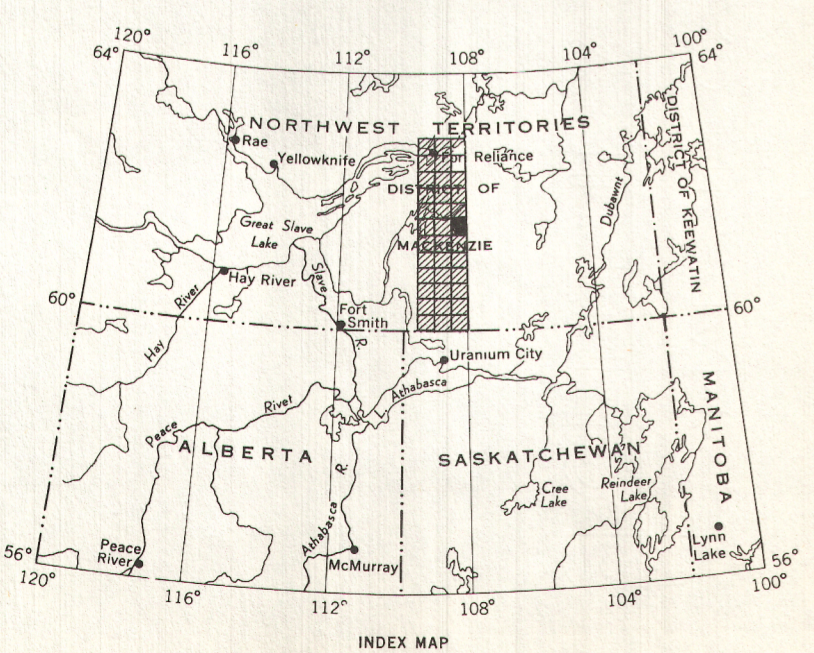 120°
116°
112°
108°
104°
100°
64°
64°
NORTHWEST TERRITORIES
Rae
Yellowknife
Fort Reliance
DISTRICT OF
MACKENZIE
DISTRICT OF KEEWATIN
Dubawnt R.
Great Slave
Lake
Hay River
Slave
R.
River
Hay
60°
60°
Fort
Smith
Uranium City
L. Athabasca
Peace
River
ALBERTA
SASKATCHEWAN
MANITOBA
Athabasca
R.
Cree
Lake
Reindeer
Lake
Lynn
Lake
Peace
River
McMurray
56°
56°
120°
116°
112°
108°
104°
100°
INDEX MAP